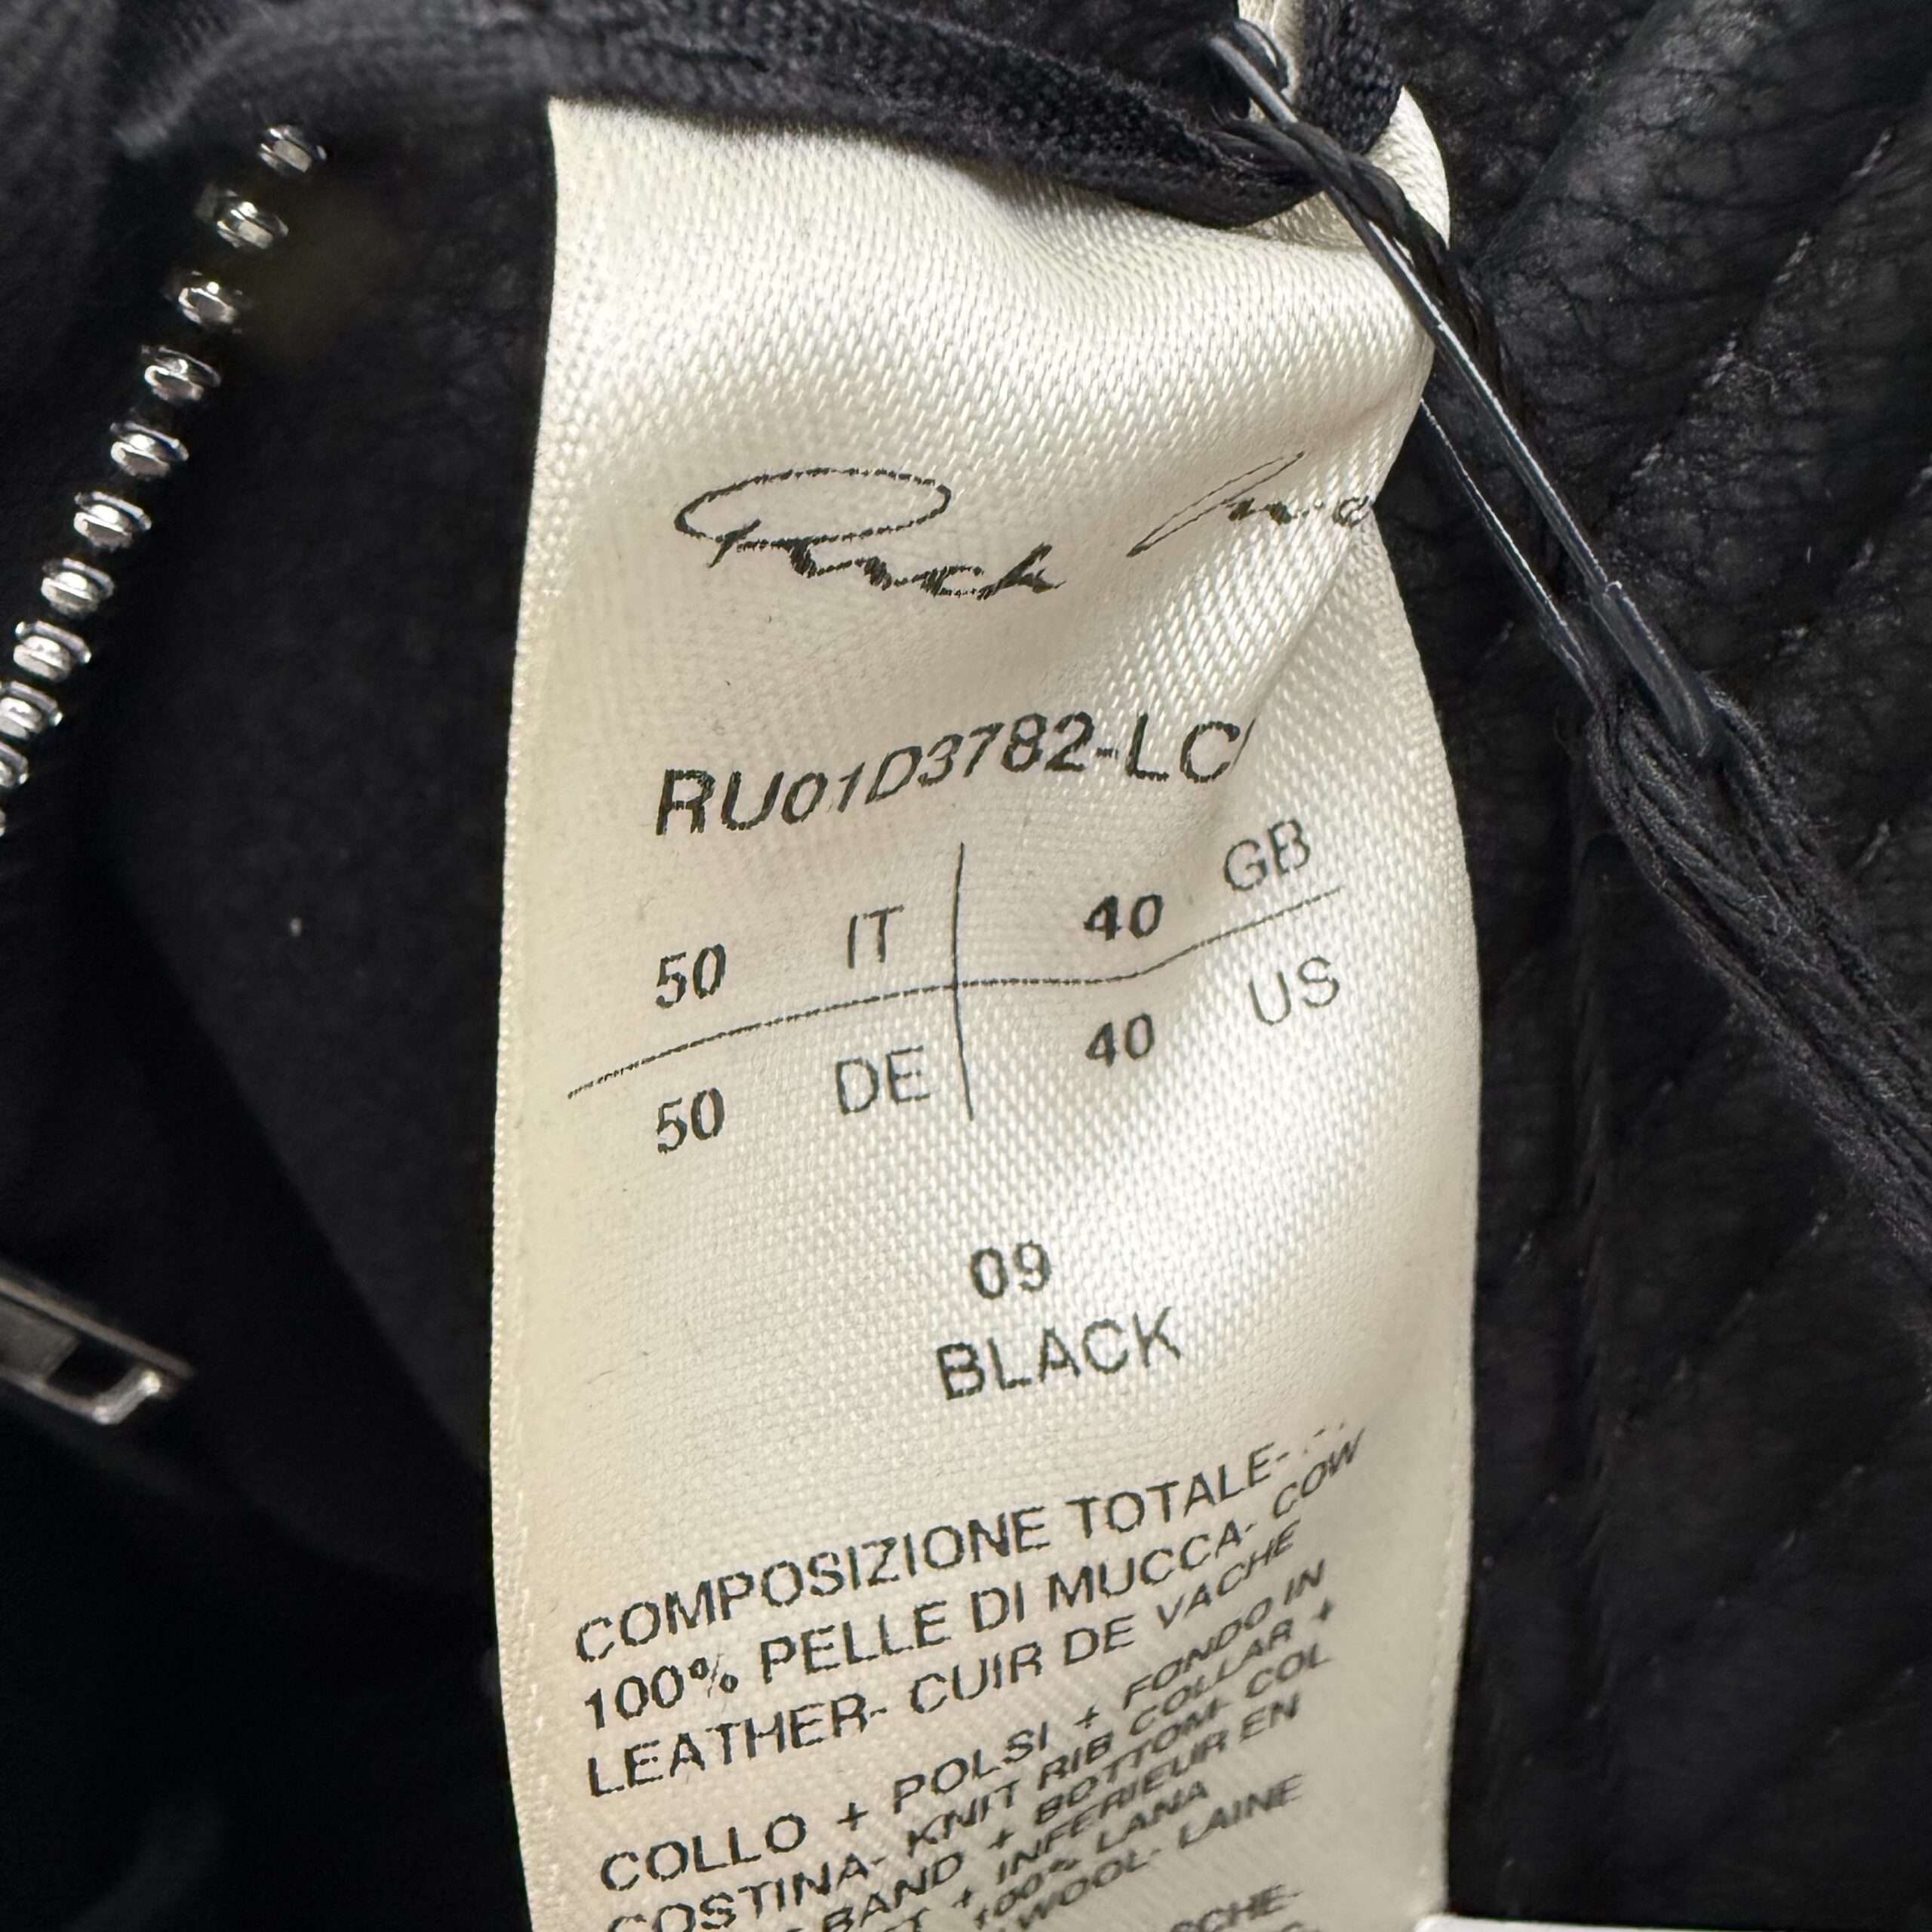 Rick
RU01D3782-LC
50 IT 40 GB
50 DE 40 US
09
BLACK
COMPOSIZIONE TOTALE-
100% PELLE DI MUCCA- COW
LEATHER- CUIR DE VACHE
COLLO + POLSI + FONDO IN
COSTINA- KNIT RIB COLLAR +
BAND + BOTTOM- COL
+ INFERIEUR EN
100% LANA
WOOL- LAINE